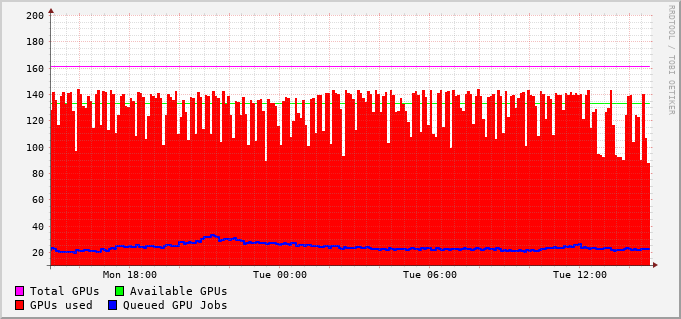 200
180
160
140
120
100
80
60
40
20
Mon 18:00 Tue 00:00 Tue 06:00 Tue 12:00
Total GPUs Available GPUs
GPUs used Queued GPU Jobs
RRDTOOL / TOBI OETIKER